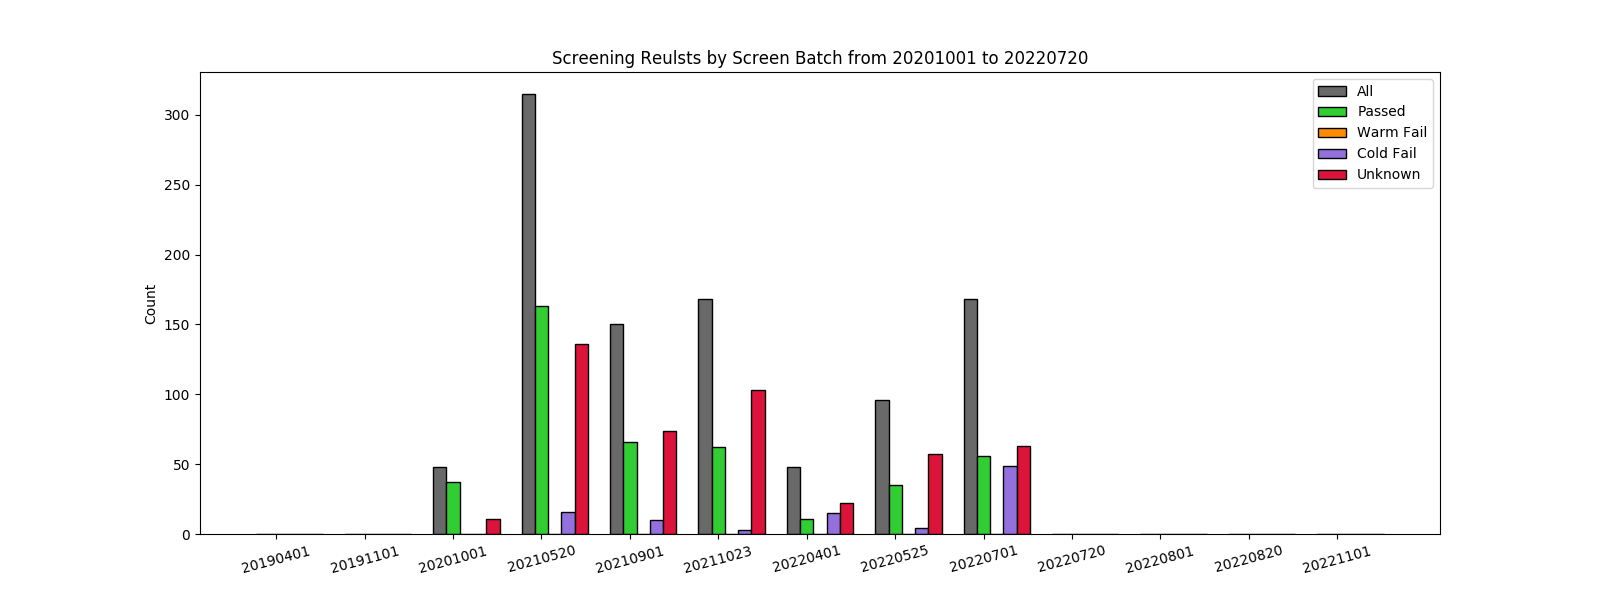 Screening Reulsts by Screen Batch from 20201001 to 20220720
All
Passed
Warm Fail
Cold Fail
Unknown
Count
300
250
200
150
100
50
0
20190401
20191101
20201001
20210520
20210901
20211023
20220401
20220525
20220701
20220720
20220801
20220820
20221101